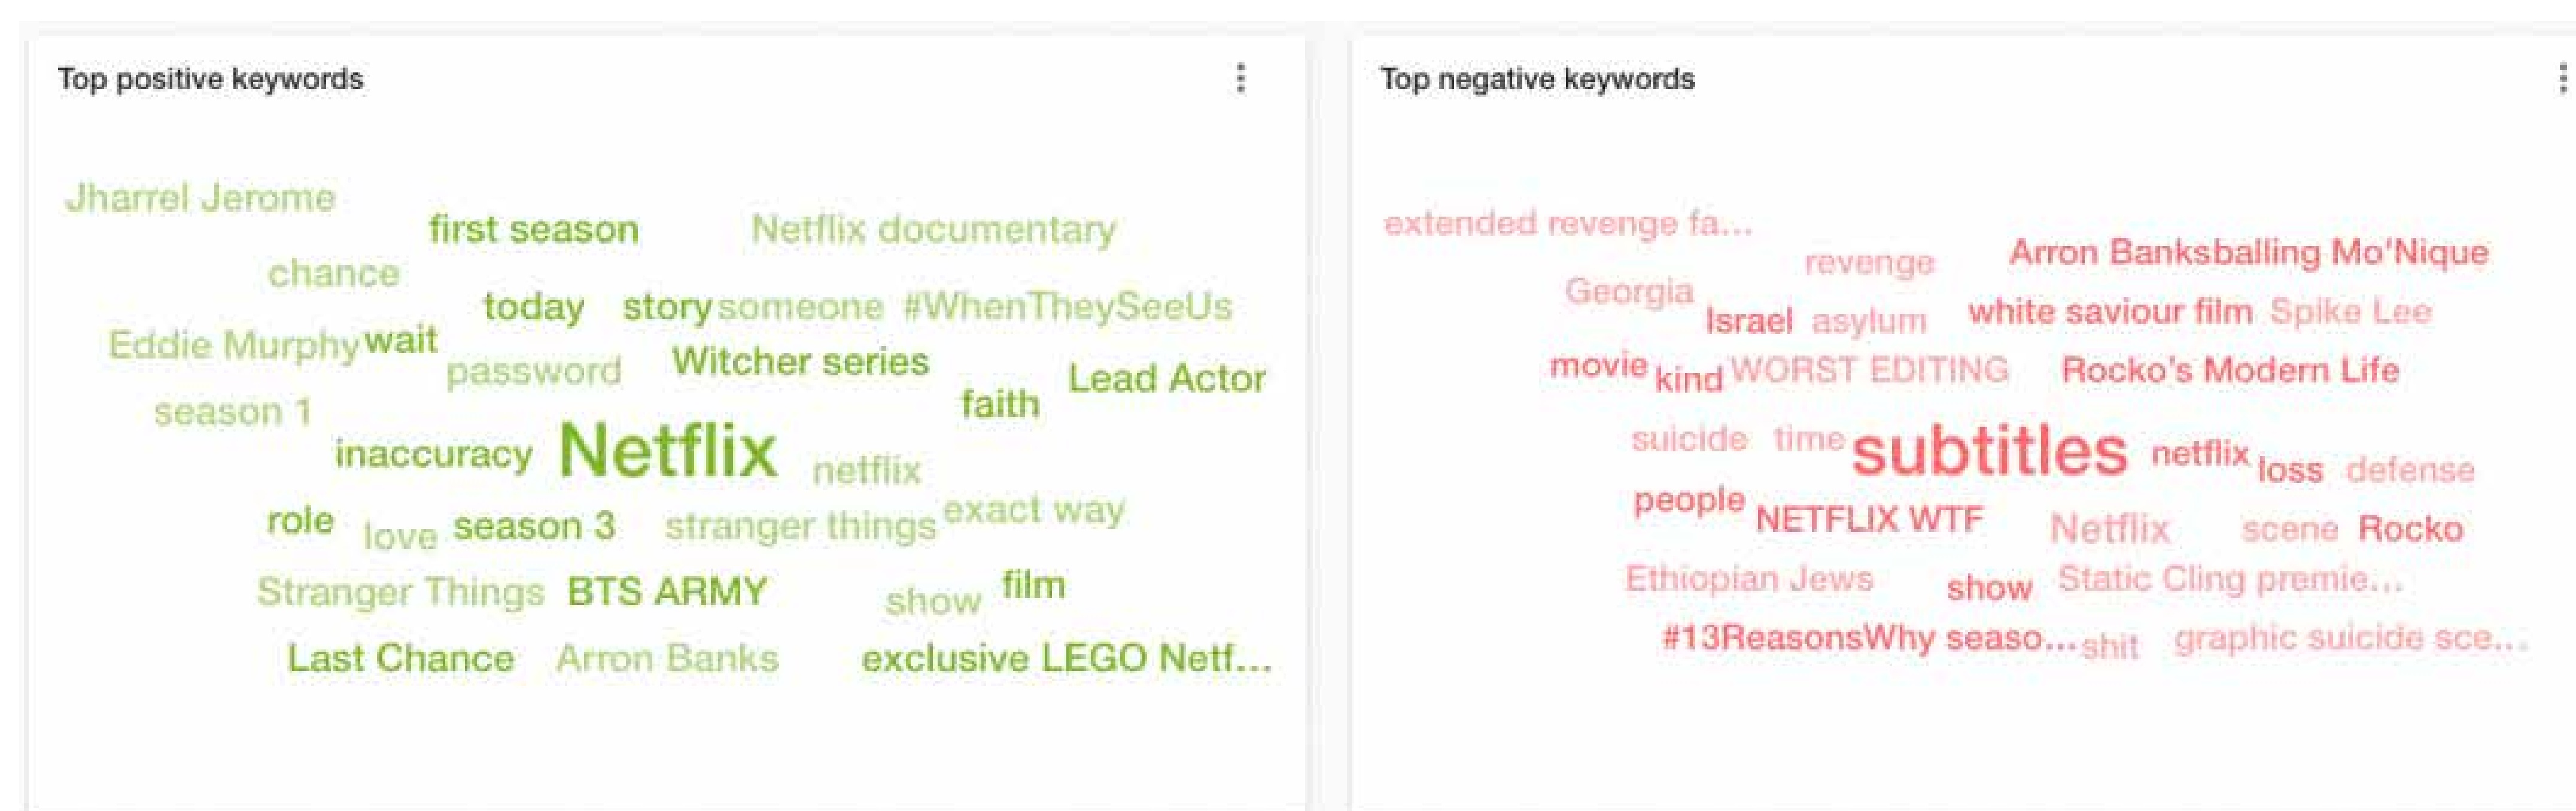 Top positive keywords
Jharrel Jerome
first season
Netflix documentary
chance
today
story
someone
#WhenTheySeeUs
Eddie Murphy
wait
password
Witcher series
Lead Actor
faith
season 1
inaccuracy
Netflix
netflix
role
love
season 3
stranger things
exact way
Stranger Things
BTS ARMY
show
film
Last Chance
Arron Banks
exclusive LEGO Netf...
Top negative keywords
extended revenge fa...
revenge
Arron Banks
balling Mo'Nique
Georgia
Israel
asylum
white saviour film
Spike Lee
movie
kind
WORST EDITING
Rocko's Modern Life
suicide
time
subtitles
netflix
loss
defense
people
NETFLIX WTF
Netflix
scene
Rocko
Ethiopian Jews
show
Static Cling premie...
#13ReasonsWhy seaso...
shit
graphic suicide sce...